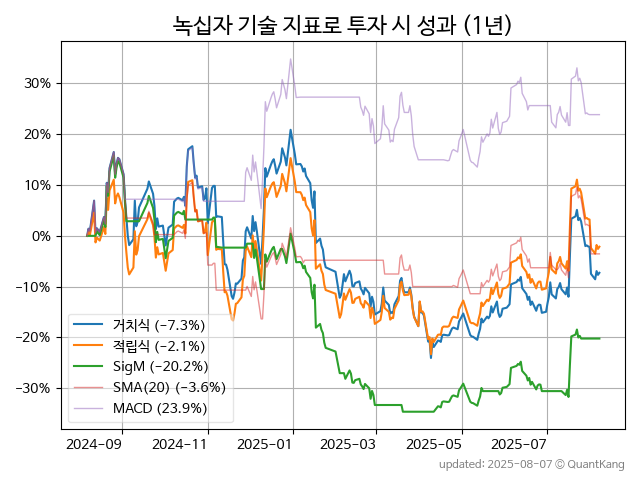 녹십자 기술 지표로 투자 시 성과 (1년)
30%
20%
10%
0%
−10%
−20%
−30%
거치식 (−7.3%)
적립식 (−2.1%)
SigM (−20.2%)
SMA(20) (−3.6%)
MACD (23.9%)
2024-09 2024-11 2025-01 2025-03 2025-05 2025-07
updated: 2025-08-07 © QuantKang